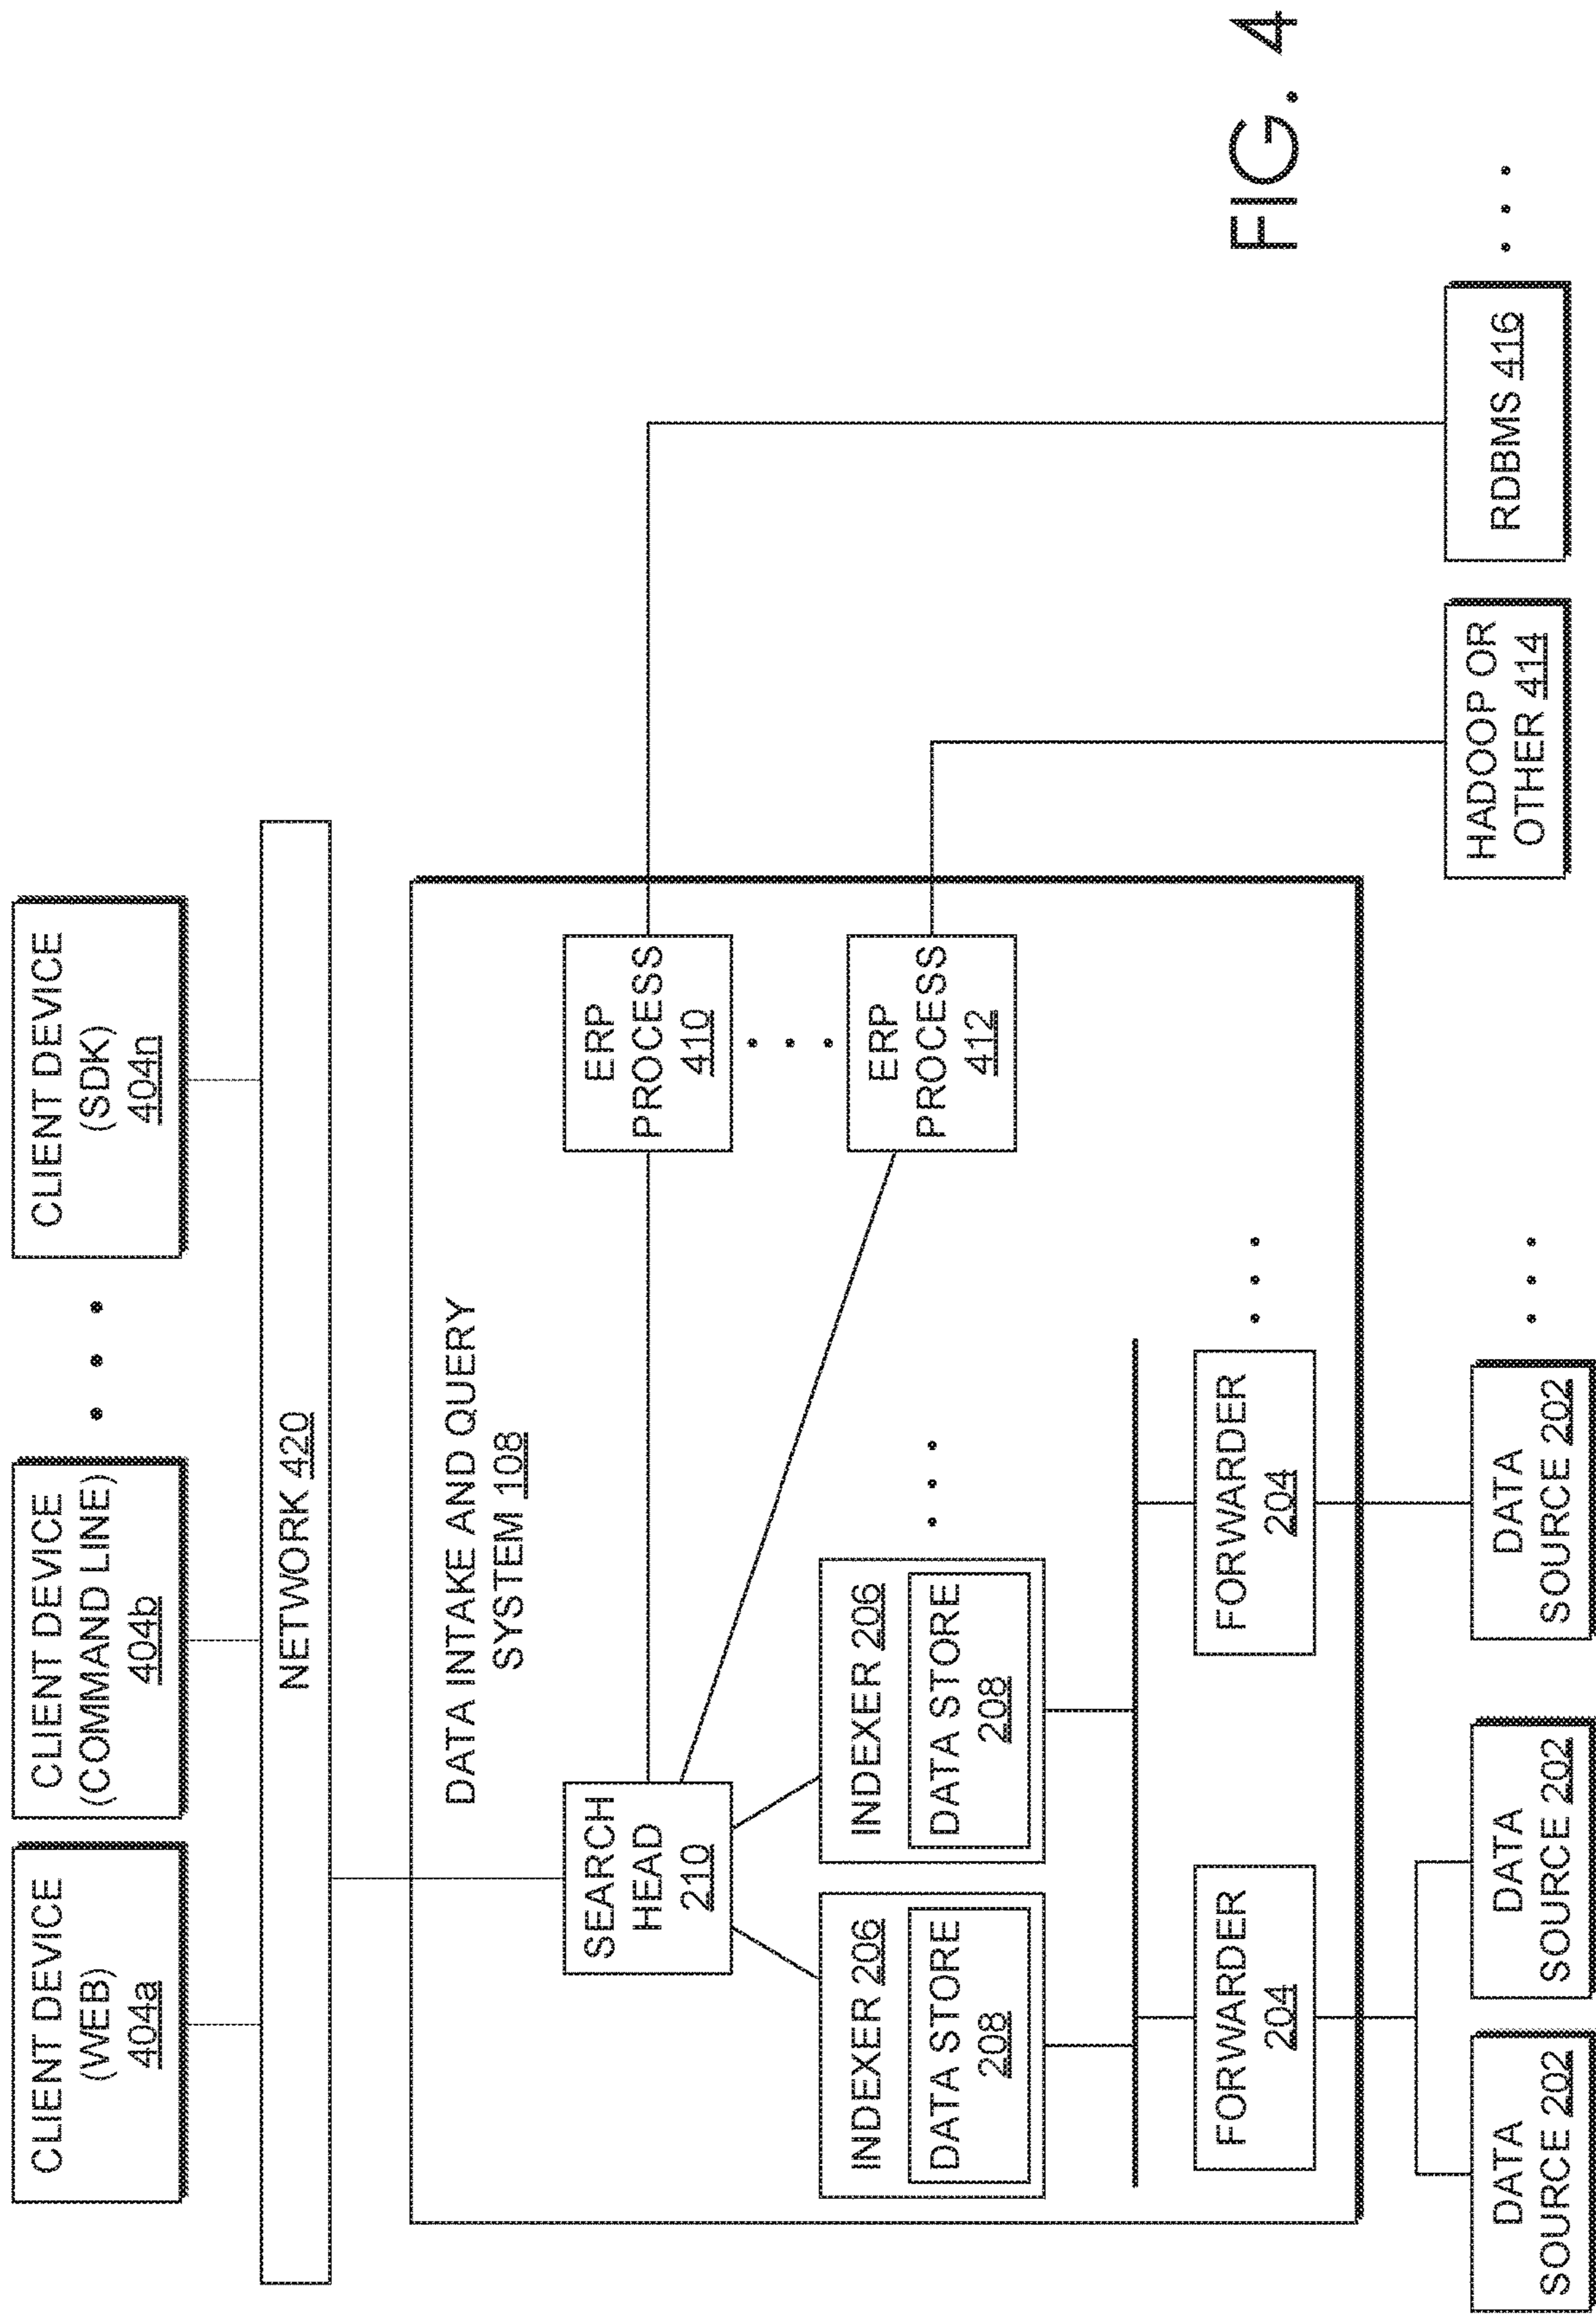 CLIENT DEVICE
(WEB)
404a
CLIENT DEVICE
(COMMAND LINE)
404b
CLIENT DEVICE
(SDK)
404n
NETWORK 420
DATA INTAKE AND QUERY
SYSTEM 108
SEARCH
HEAD
210
ERP
PROCESS
410
ERP
PROCESS
412
INDEXER 206
DATA STORE
208
INDEXER 206
DATA STORE
208
FORWARDER
204
FORWARDER
204
DATA
SOURCE 202
DATA
SOURCE 202
DATA
SOURCE 202
HADOOP OR
OTHER 414
RDBMS 416
FIG. 4